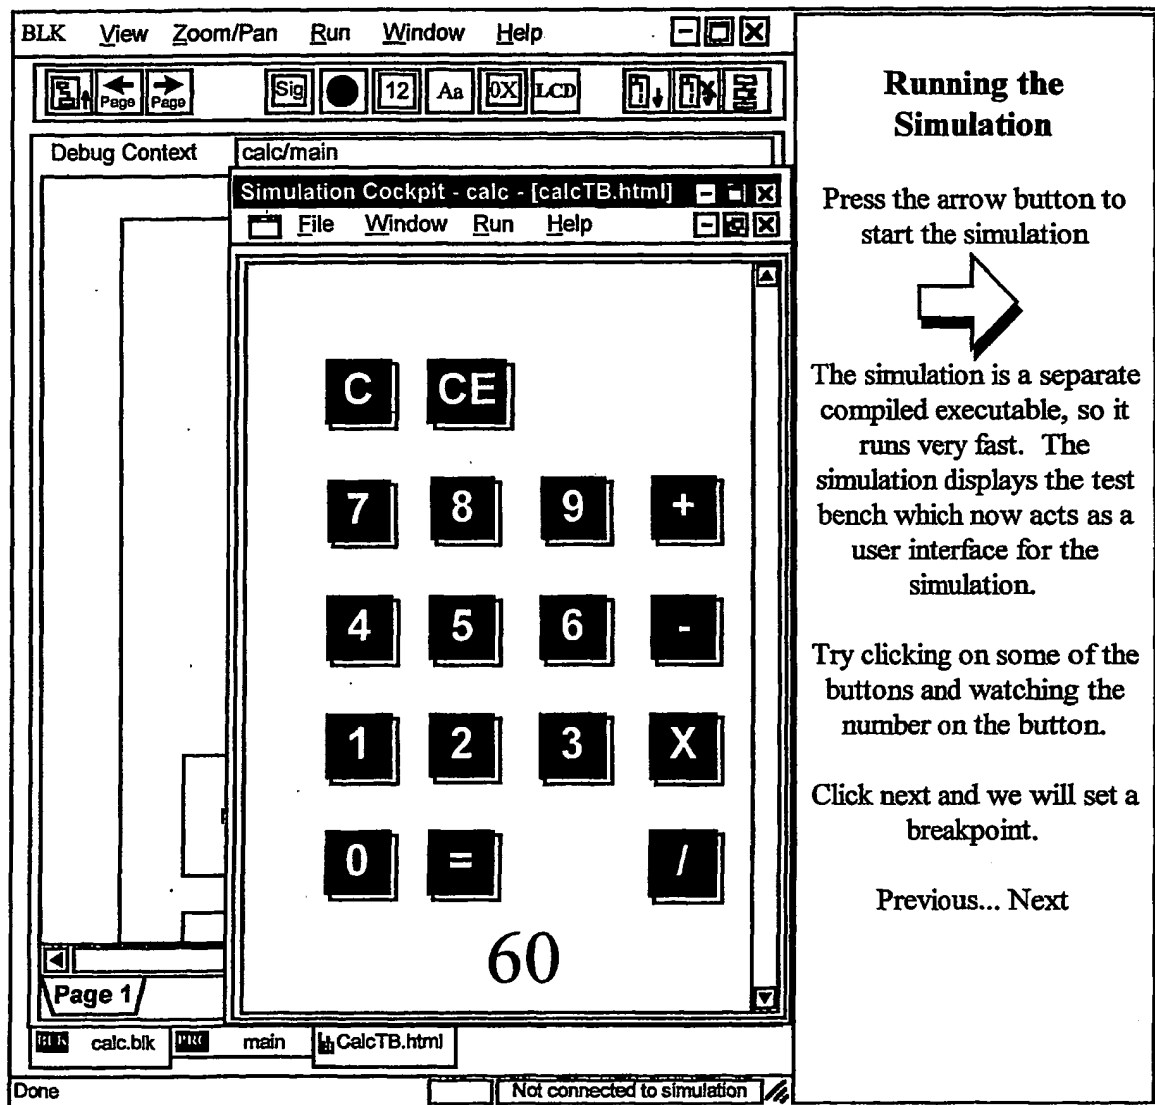 BLK View Zoom/Pan Run Window Help
Page Page Sig 12 Aa 0X LCD
Debug Context calc/main
Simulation Cockpit - calc - [calcTB.html]
File Window Run Help
C CE
7 8 9 +
4 5 6 -
1 2 3 X
0 = /
60
Page 1
BLK calc.blk PRC main CalcTB.html
Done Not connected to simulation
Running the
Simulation
Press the arrow button to
start the simulation
The simulation is a separate
compiled executable, so it
runs very fast. The
simulation displays the test
bench which now acts as a
user interface for the
simulation.
Try clicking on some of the
buttons and watching the
number on the button.
Click next and we will set a
breakpoint.
Previous... Next